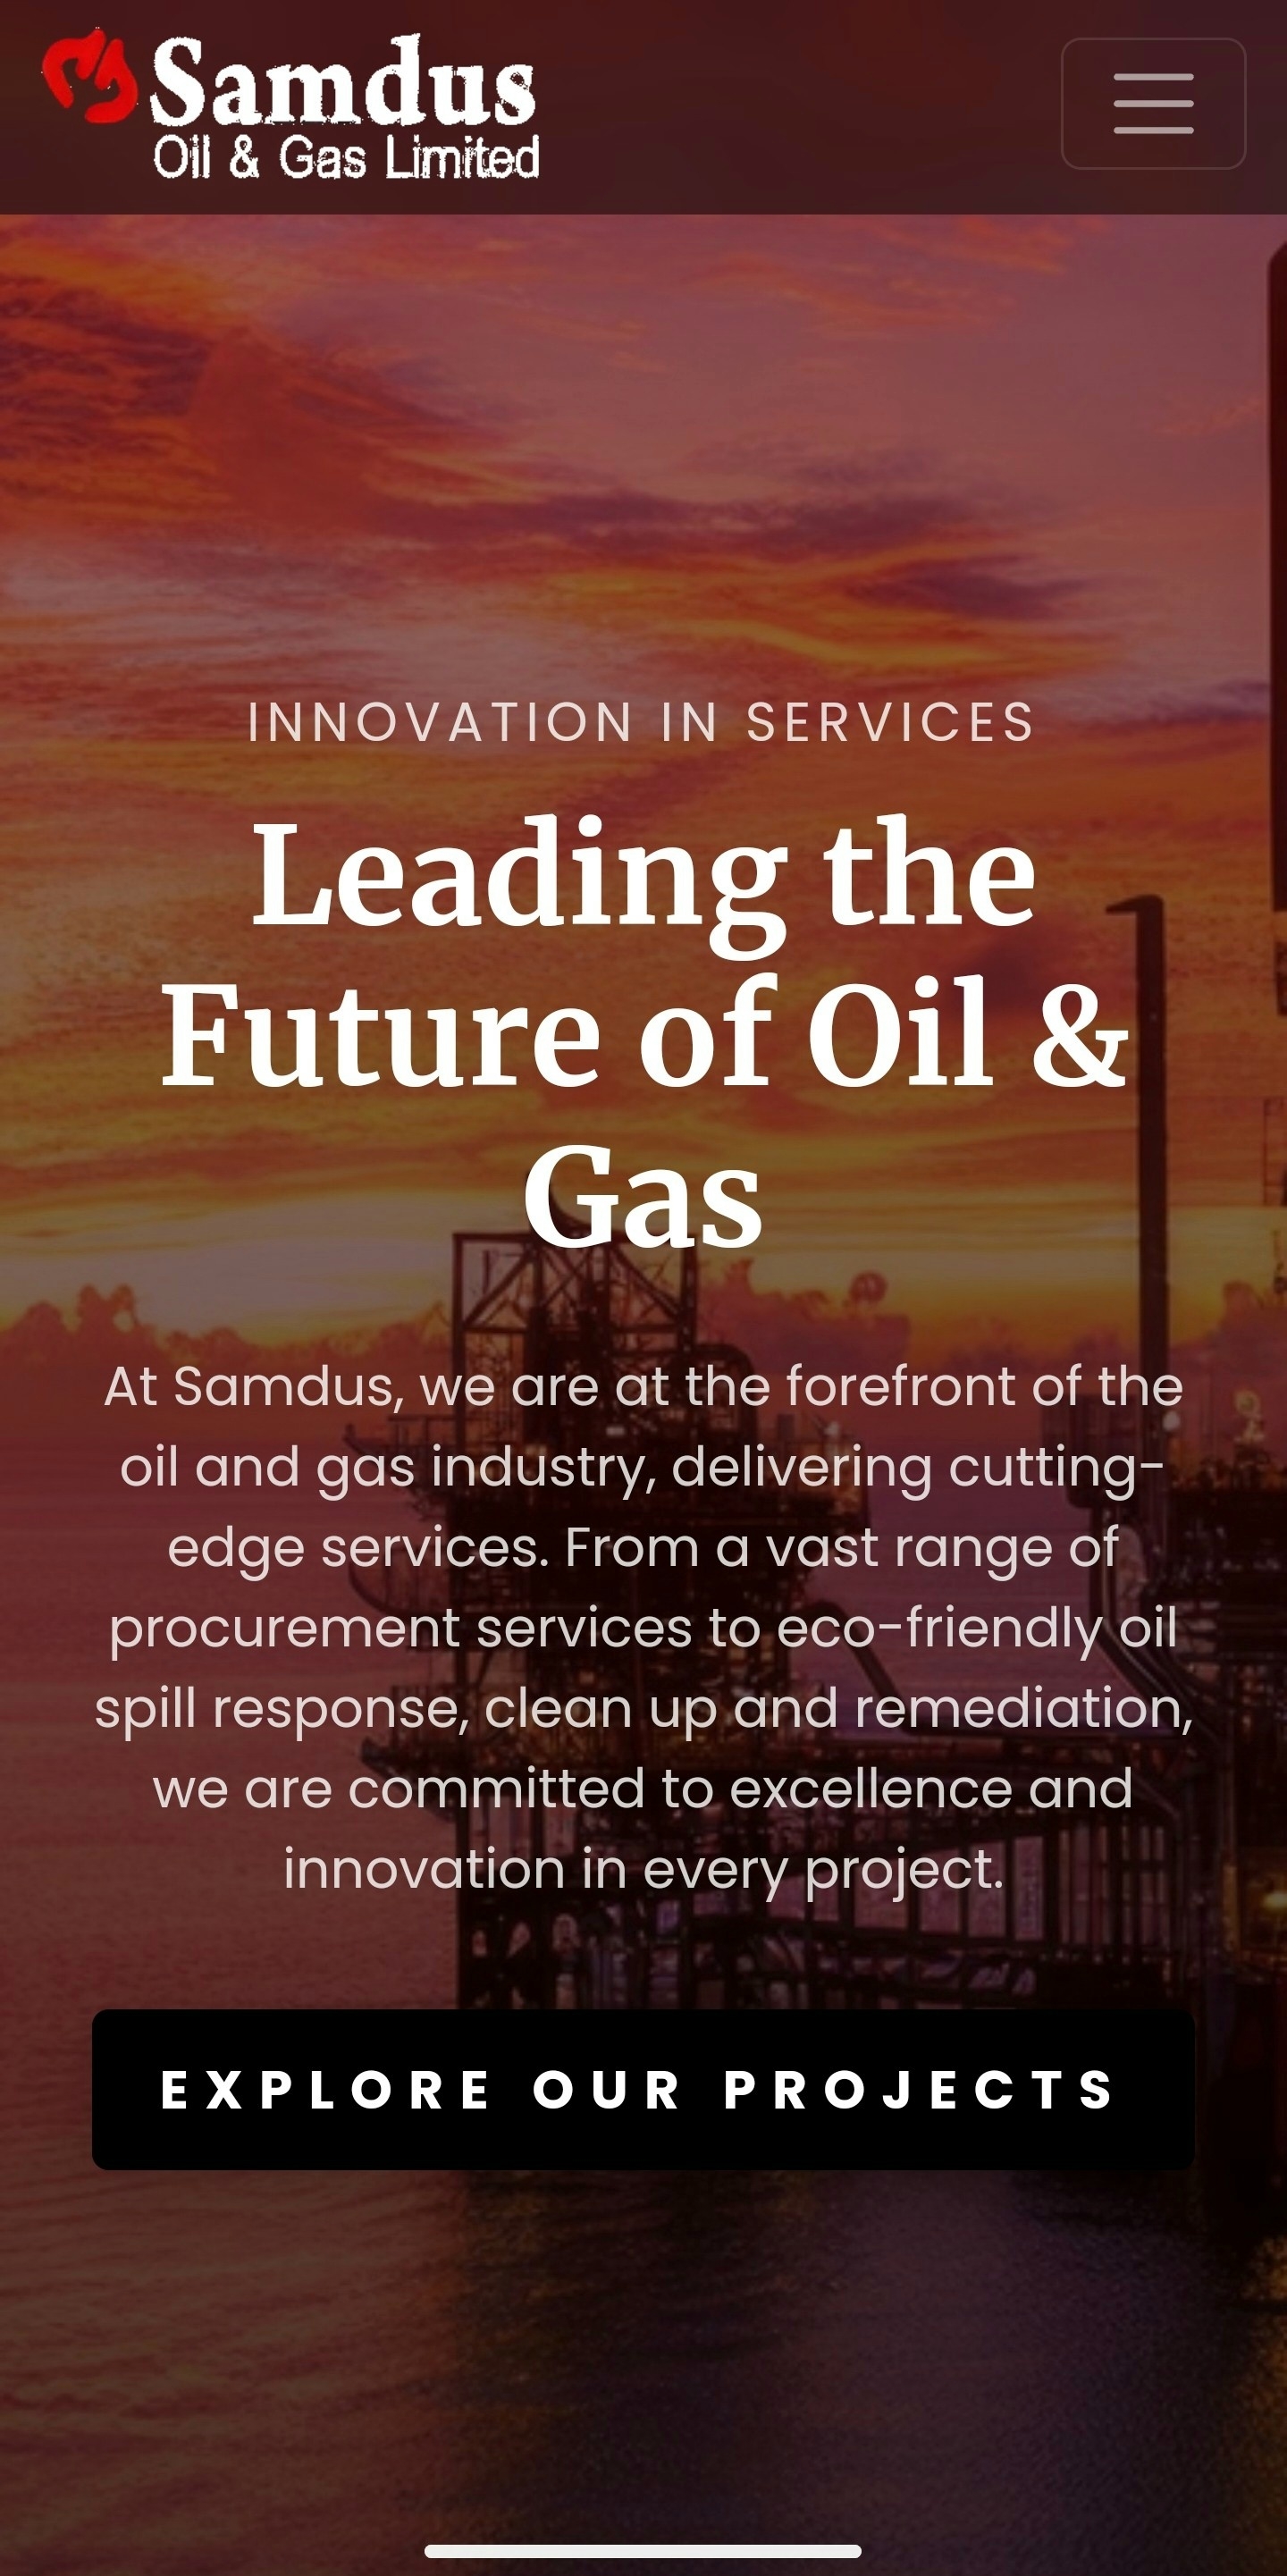 Samdus
Oil & Gas Limited
INNOVATION IN SERVICES
Leading the
Future of Oil &
Gas
At Samdus, we are at the forefront of the
oil and gas industry, delivering cutting-
edge services. From a vast range of
procurement services to eco-friendly oil
spill response, clean up and remediation,
we are committed to excellence and
innovation in every project.
EXPLORE OUR PROJECTS